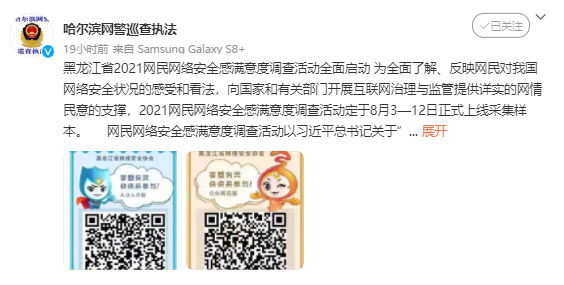 哈尔滨网警巡查执法
✓已关注
19小时前 来自 Samsung Galaxy S8+
黑龙江省2021网民网络安全感满意度调查活动全面启动 为全面了解、反映网民对我国
网络安全状况的感受和看法，向国家和有关部门开展互联网治理与监管提供详实的网情
民意的支撑，2021网民网络安全感满意度调查活动定于8月3—12日正式上线采集样
本。 网民网络安全感满意度调查活动以习近平总书记关于" ... 展开
黑龙江省网络安全协会
答题有奖
快快来参与!
黑龙江省网络安全协会
答题有奖
快快来参与!